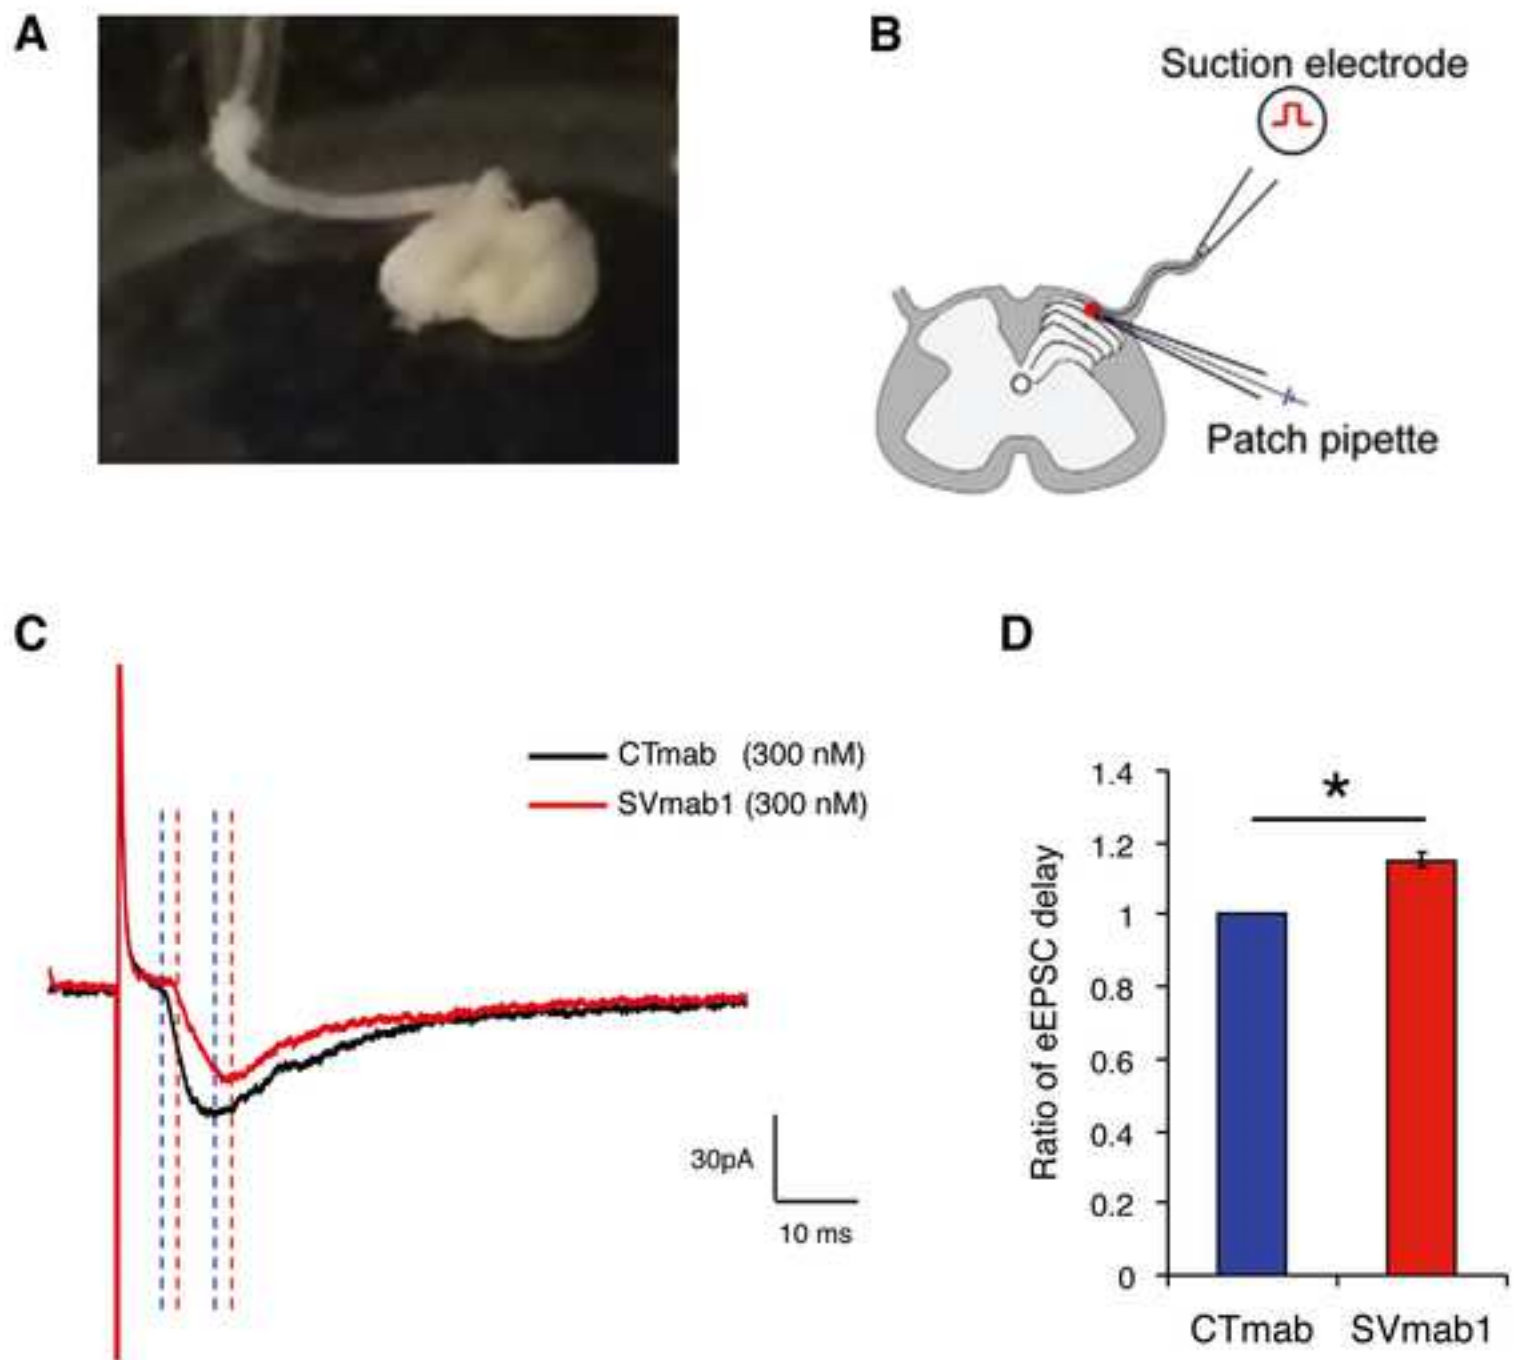 A
B
Suction electrode
Patch pipette
C
CTmab (300 nM)
SVmab1 (300 nM)
30pA
10 ms
D
*
Ratio of eEPSC delay
1.4
1.2
1
0.8
0.6
0.4
0.2
0
CTmab SVmab1